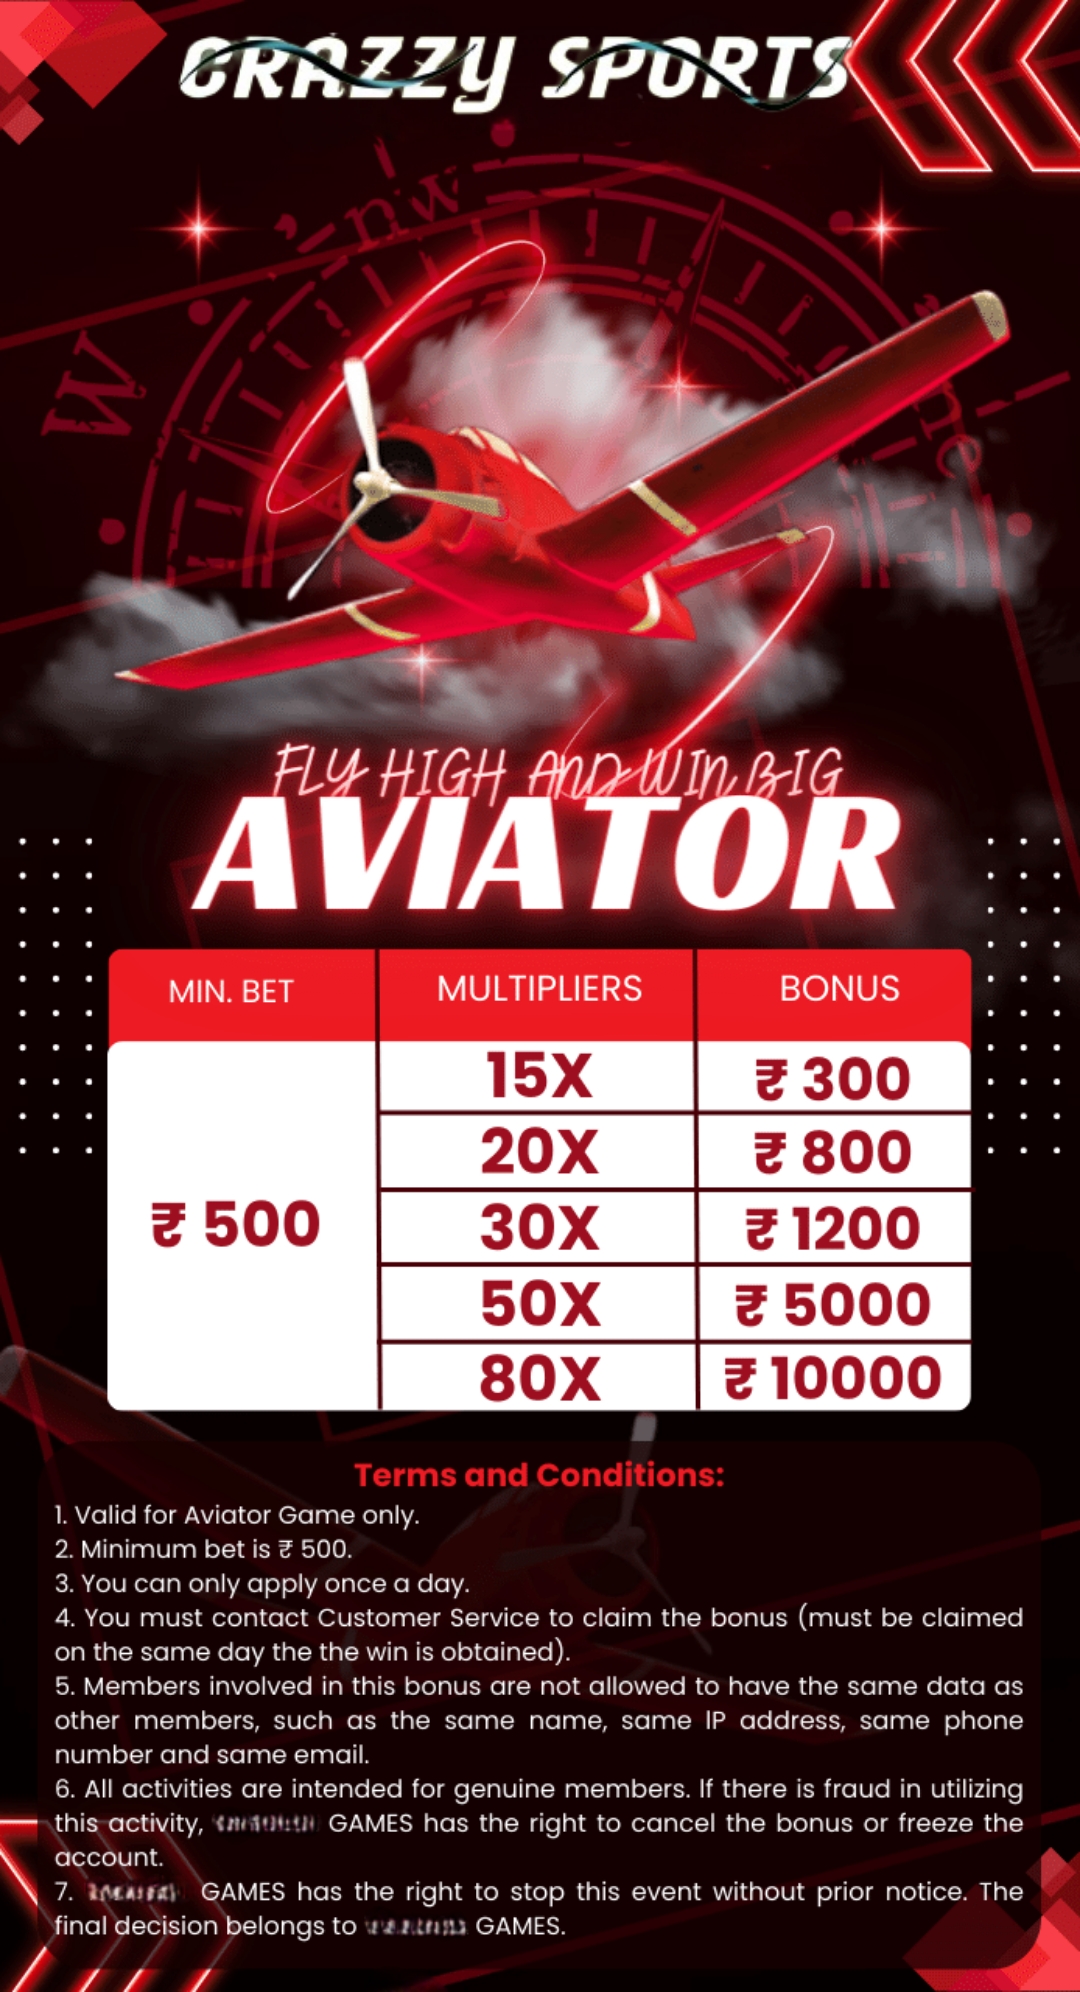 CRAZZY SPORTS
nw
W
ne
FLY HIGH AND WIN BIG
AVIATOR
MIN. BET MULTIPLIERS BONUS
15X ₹ 300
20X ₹ 800
₹ 500 30X ₹ 1200
50X ₹ 5000
80X ₹ 10000
Terms and Conditions:
1. Valid for Aviator Game only.
2. Minimum bet is ₹ 500.
3. You can only apply once a day.
4. You must contact Customer Service to claim the bonus (must be claimed
on the same day the the win is obtained).
5. Members involved in this bonus are not allowed to have the same data as
other members, such as the same name, same IP address, same phone
number and same email.
6. All activities are intended for genuine members. If there is fraud in utilizing
this activity, GAMES has the right to cancel the bonus or freeze the
account.
7. GAMES has the right to stop this event without prior notice. The
final decision belongs to GAMES.